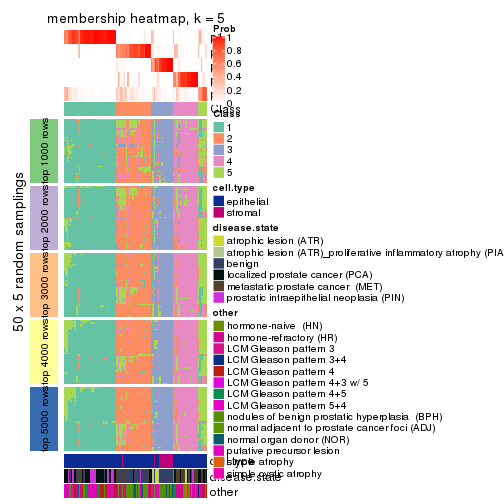 membership heatmap, k = 5
Prob
1
0.8
0.6
0.4
0.2
0
Class
Class
1
2
3
4
5
cell.type
epithelial
stromal
disease.state
atrophic lesion (ATR)
atrophic lesion (ATR)_proliferative inflammatory atrophy (PIA
benign
localized prostate cancer (PCA)
metastatic prostate cancer (MET)
prostatic intraepithelial neoplasia (PIN)
other
hormone-naive (HN)
hormone-refractory (HR)
LCM Gleason pattern 3
LCM Gleason pattern 3+4
LCM Gleason pattern 4
LCM Gleason pattern 4+3 w/ 5
LCM Gleason pattern 4+5
LCM Gleason pattern 5+4
nodules of benign prostatic hyperplasia (BPH)
normal adjacent to prostate cancer foci (ADJ)
normal organ donor (NOR)
putative precursor lesion
simple atrophy
simple cystic atrophy
disease.state
other
50 x 5 random samplings
top 1000 rows
top 2000 rows
top 3000 rows
top 4000 rows
top 5000 rows